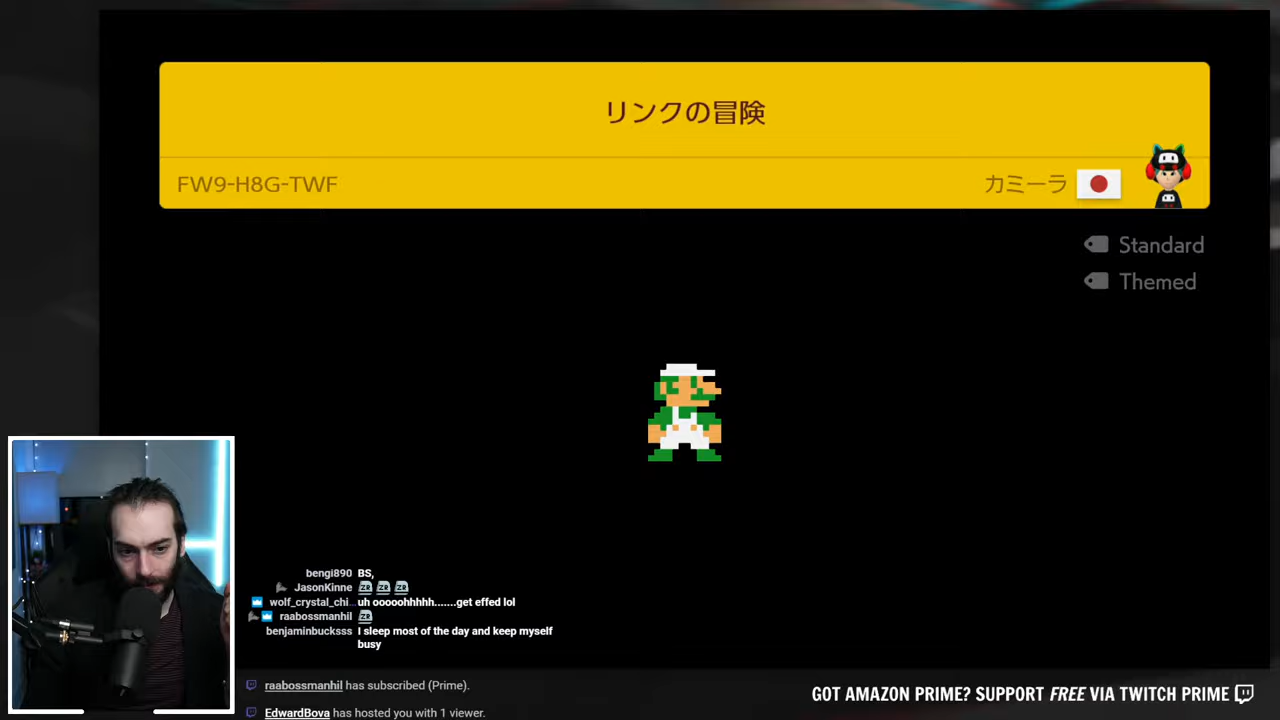 リンクの冒険
FW9-H8G-TWF
カミーラ
Standard
Themed
bengi890 BS,
JasonKinne
wolf_crystal_chi... uh ooooohhhhh.......get effed lol
raabossmanhil
benjaminbucksss I sleep most of the day and keep myself
busy
raabossmanhil has subscribed (Prime).
EdwardBova has hosted you with 1 viewer.
GOT AMAZON PRIME? SUPPORT FREE VIA TWITCH PRIME